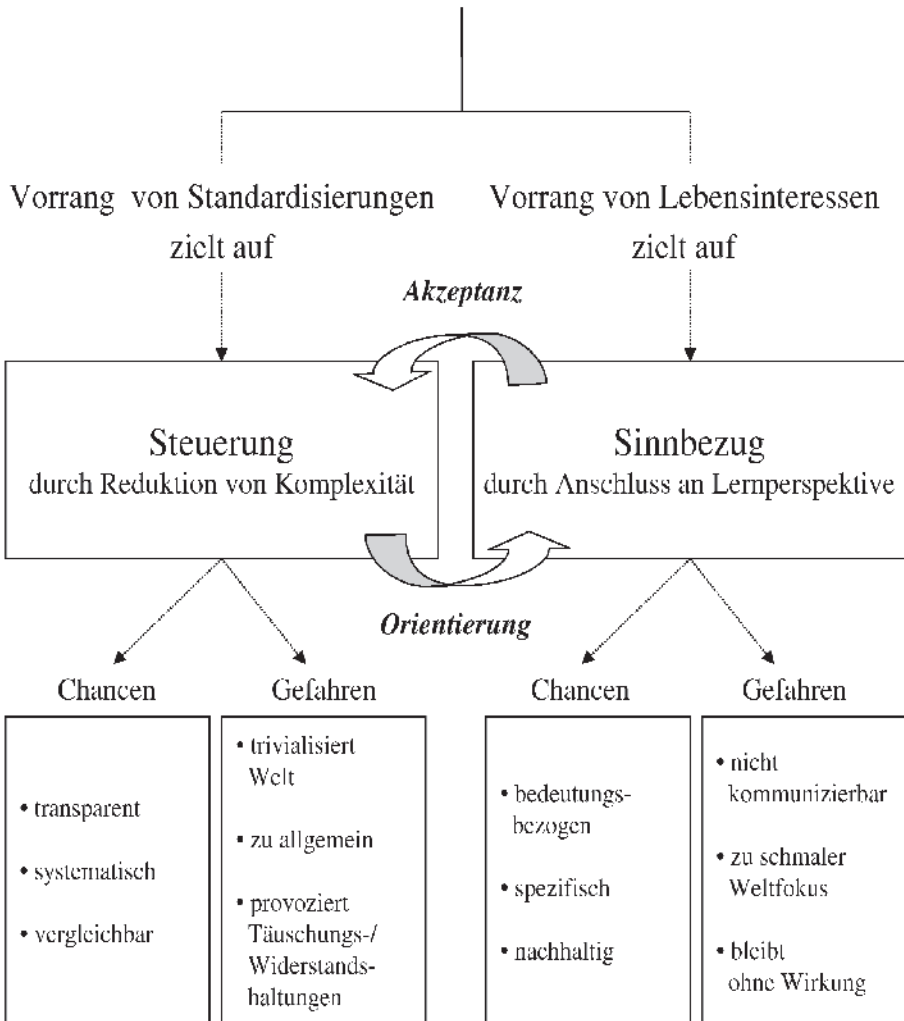 Vorrang von Standardisierungen
zielt auf
Vorrang von Lebensinteressen
zielt auf
Akzeptanz
Steuerung
durch Reduktion von Komplexität
Sinnbezug
durch Anschluss an Lernperspektive
Orientierung
Chancen
• transparent
• systematisch
• vergleichbar
Gefahren
• trivialisiert
Welt
• zu allgemein
• provoziert
Täuschungs-/
Widerstands-
haltungen
Chancen
• bedeutungs-
bezogen
• spezifisch
• nachhaltig
Gefahren
• nicht
kommunizierbar
• zu schmaler
Weltfokus
• bleibt
ohne Wirkung